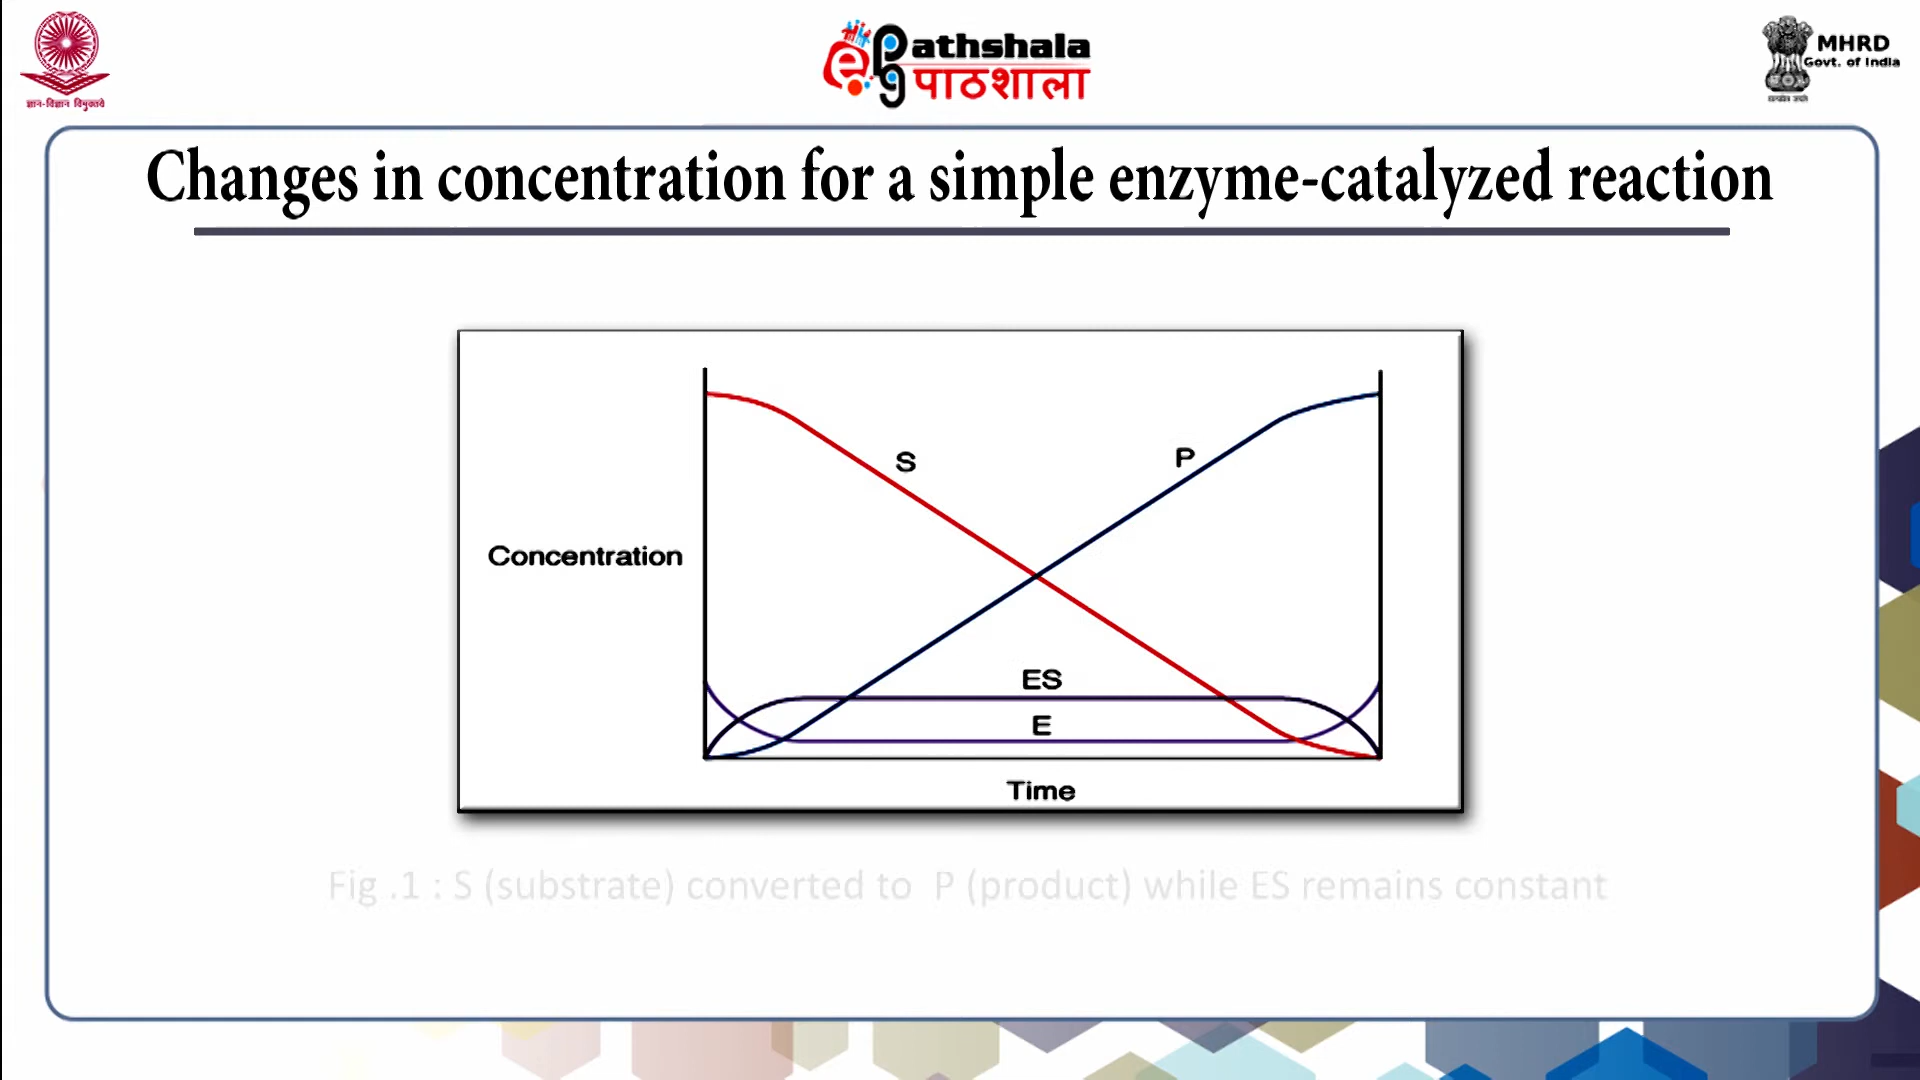 ज्ञान-विज्ञान विमुक्तये
e PG Pathshala
पाठशाला
MHRD
Govt. of India
Changes in concentration for a simple enzyme-catalyzed reaction
S
P
Concentration
ES
E
Time
Fig .1 : S (substrate) converted to P (product) while ES remains constant